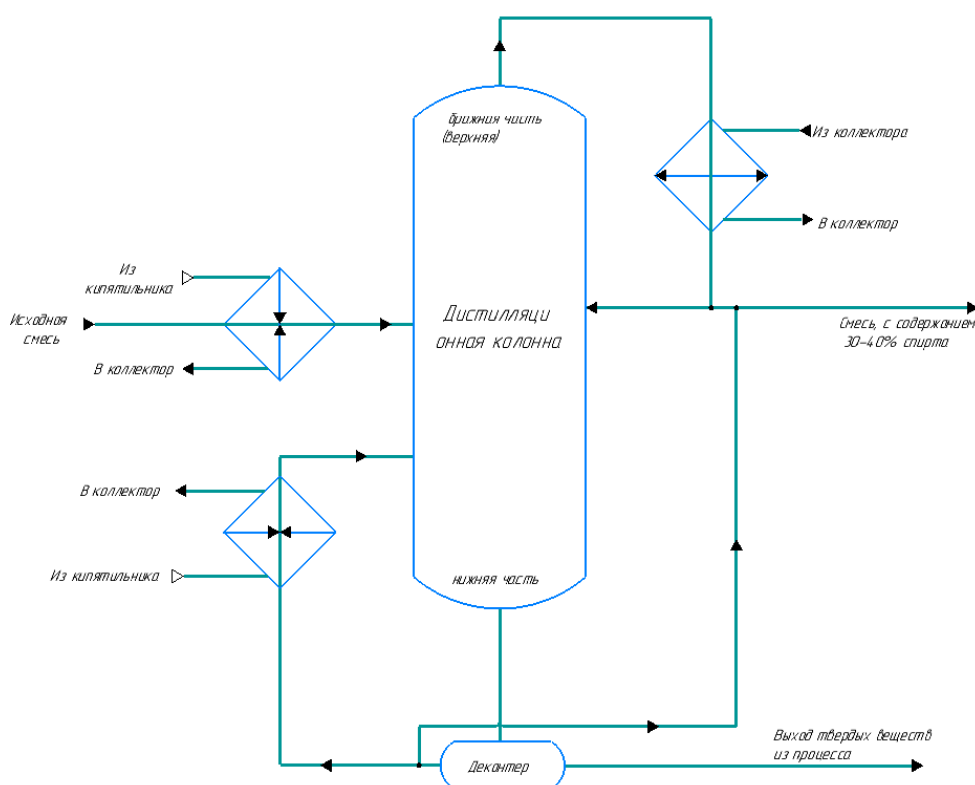 брижния часть
(верхняя)
Из коллектора
В коллектор
Из
кипятильника
Исходная
смесь
В коллектор
Дистилляци
онная колонна
Смесь, с содержанием
30-40% спирта
В коллектор
Из кипятильника
нижняя часть
Декантер
Выход твердых веществ
из процесса